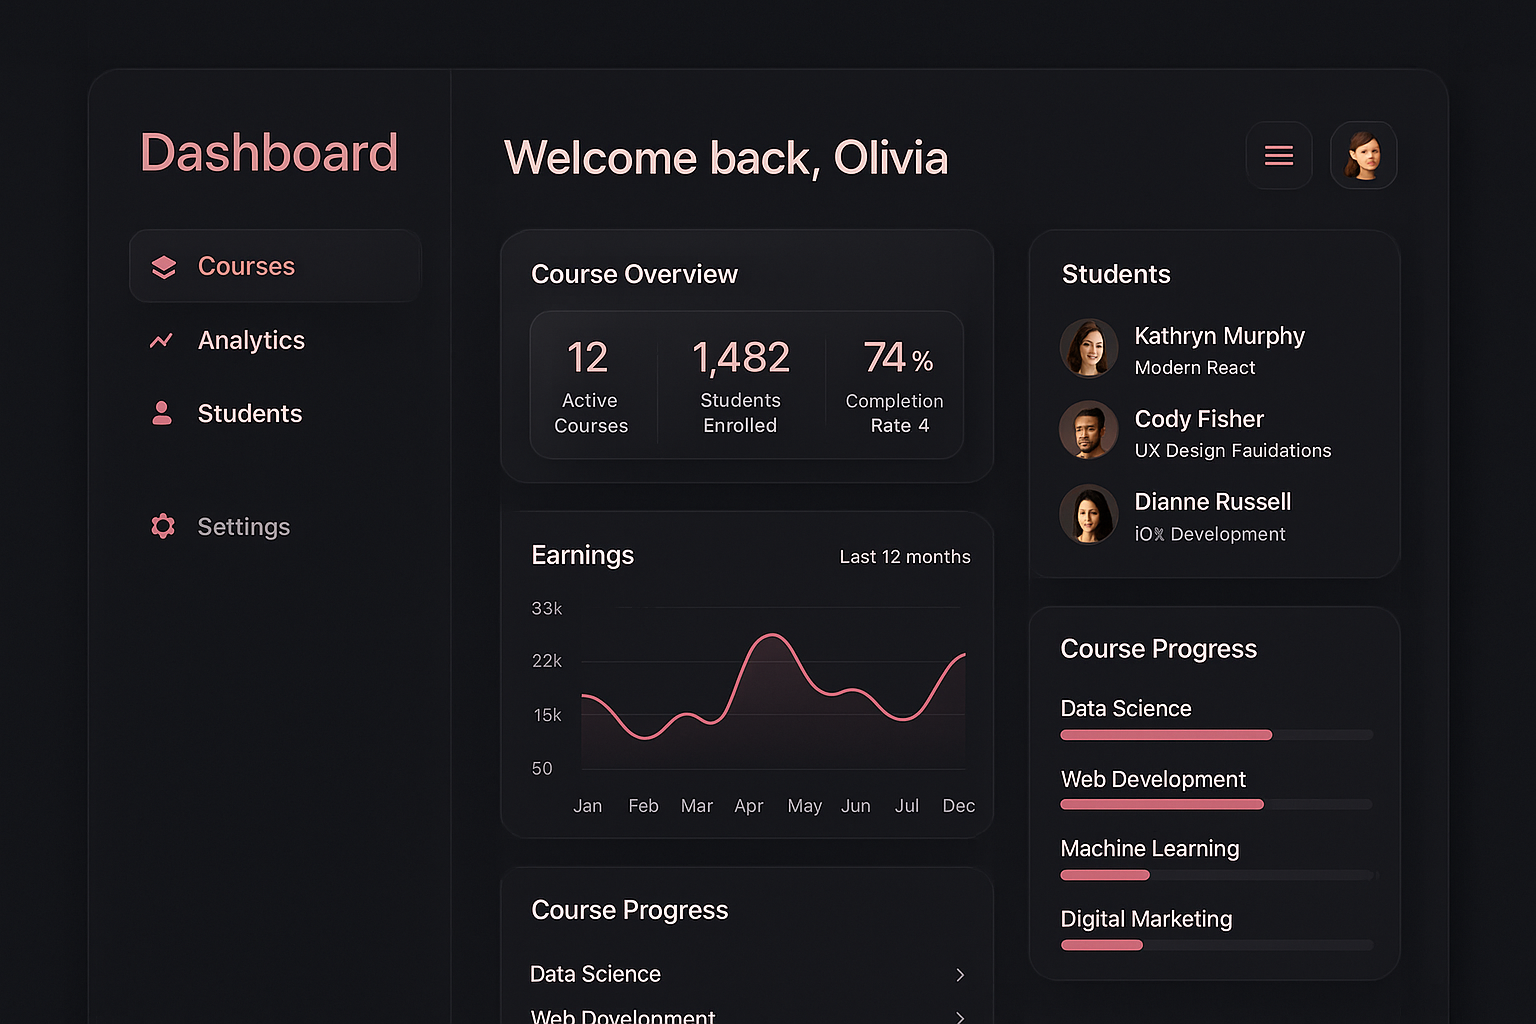 Dashboard
Courses
Analytics
Students
Settings
Welcome back, Olivia
Course Overview
12
Active
Courses
1,482
Students
Enrolled
74%
Completion
Rate 4
Earnings
Last 12 months
33k
22k
15k
50
Jan Feb Mar Apr May Jun Jul Dec
Course Progress
Data Science
Web Dovelonment
Students
Kathryn Murphy
Modern React
Cody Fisher
UX Design Fauidations
Dianne Russell
Development
Course Progress
Data Science
Web Development
Machine Learning
Digital Marketing